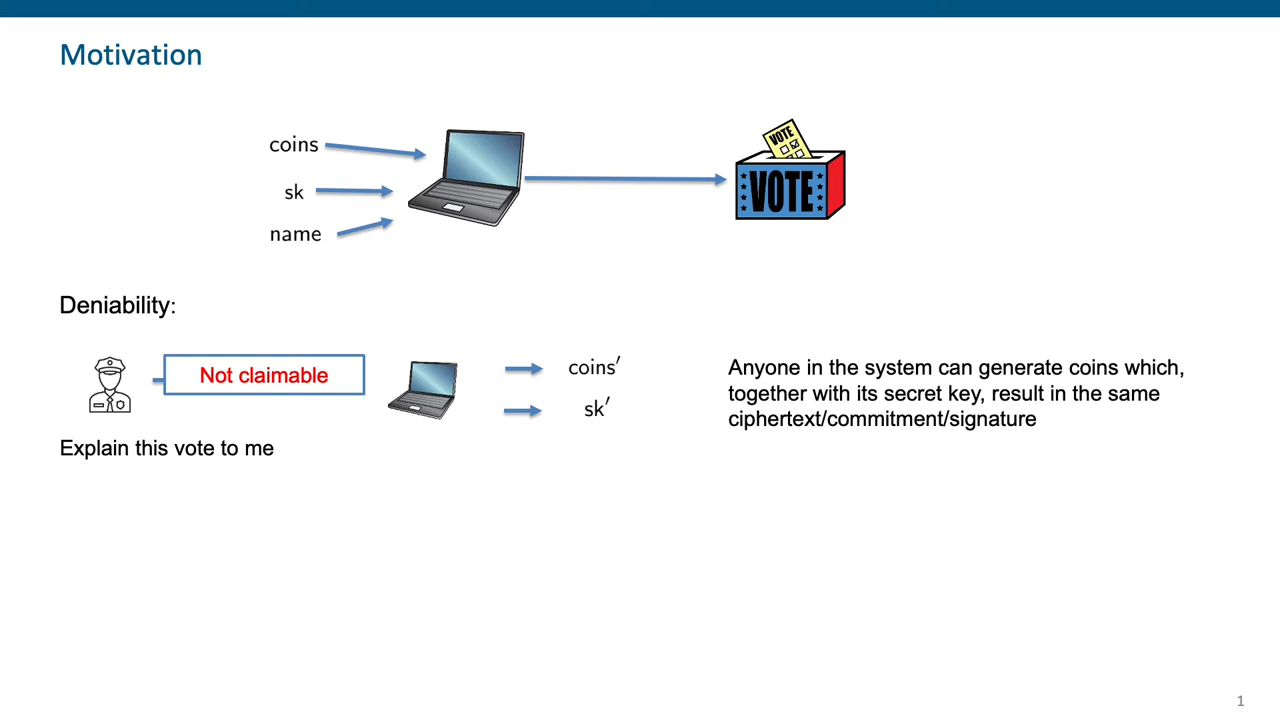 Motivation
coins
sk
name
VOTE
VOTE
Deniability:
Not claimable
coins′
sk′
Explain this vote to me
Anyone in the system can generate coins which,
together with its secret key, result in the same
ciphertext/commitment/signature
1